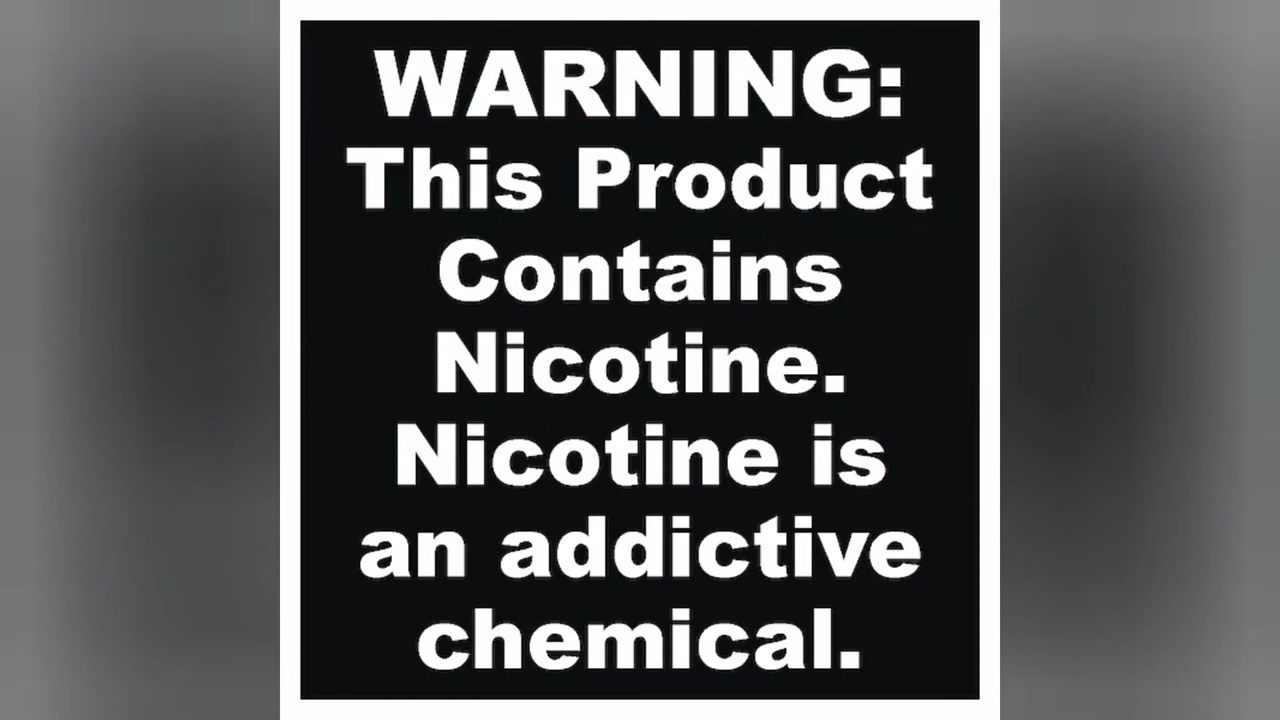 WARNING:
This Product
Contains
Nicotine.
Nicotine is
an addictive
chemical.